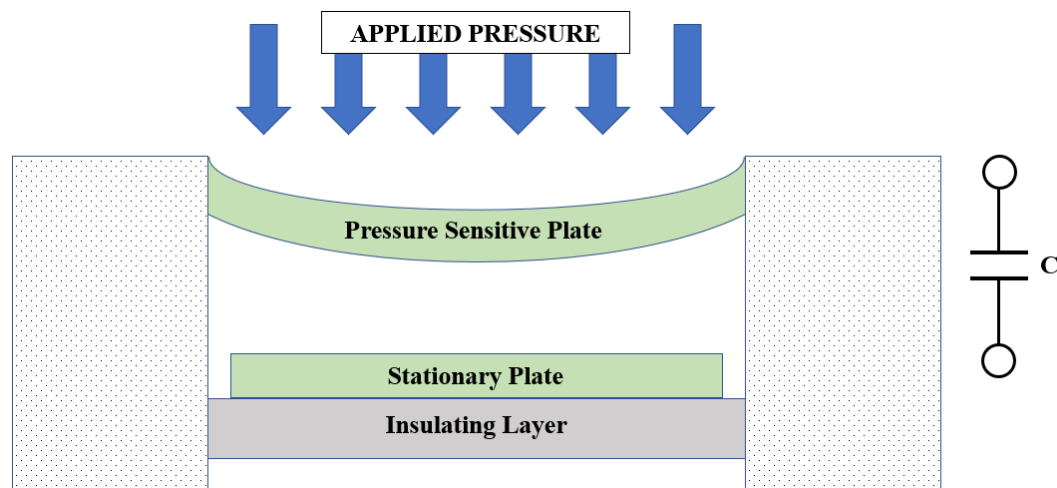 APPLIED PRESSURE
Pressure Sensitive Plate
C
Stationary Plate
Insulating Layer